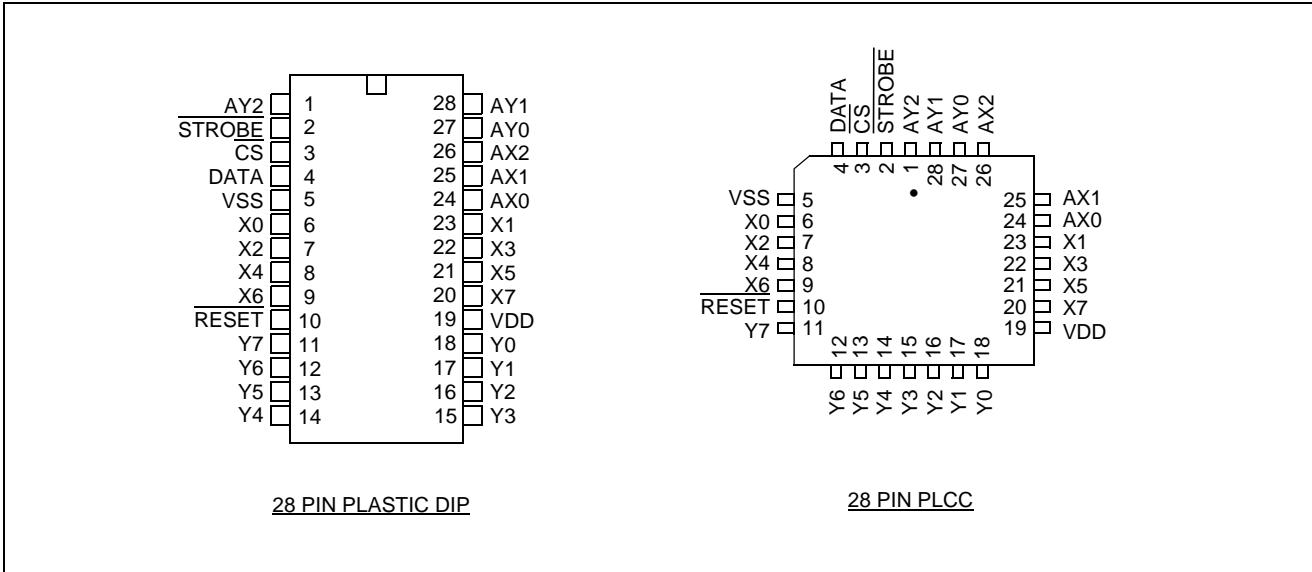 AY2 1 28 AY1
STROBE 2 27 AY0
CS 3 26 AX2
DATA 4 25 AX1
VSS 5 24 AX0
X0 6 23 X1
X2 7 22 X3
X4 8 21 X5
X6 9 20 X7
RESET 10 19 VDD
Y7 11 18 Y0
Y6 12 17 Y1
Y5 13 16 Y2
Y4 14 15 Y3
28 PIN PLASTIC DIP
DATA CS STROBE AY2 AY1 AY0 AX2
4 3 2 1 28 27 26
VSS 5 25 AX1
X0 6 24 AX0
X2 7 23 X1
X4 8 22 X3
X6 9 21 X5
RESET 10 20 X7
Y7 11 19 VDD
12 13 14 15 16 17 18
Y6 Y5 Y4 Y3 Y2 Y1 Y0
28 PIN PLCC